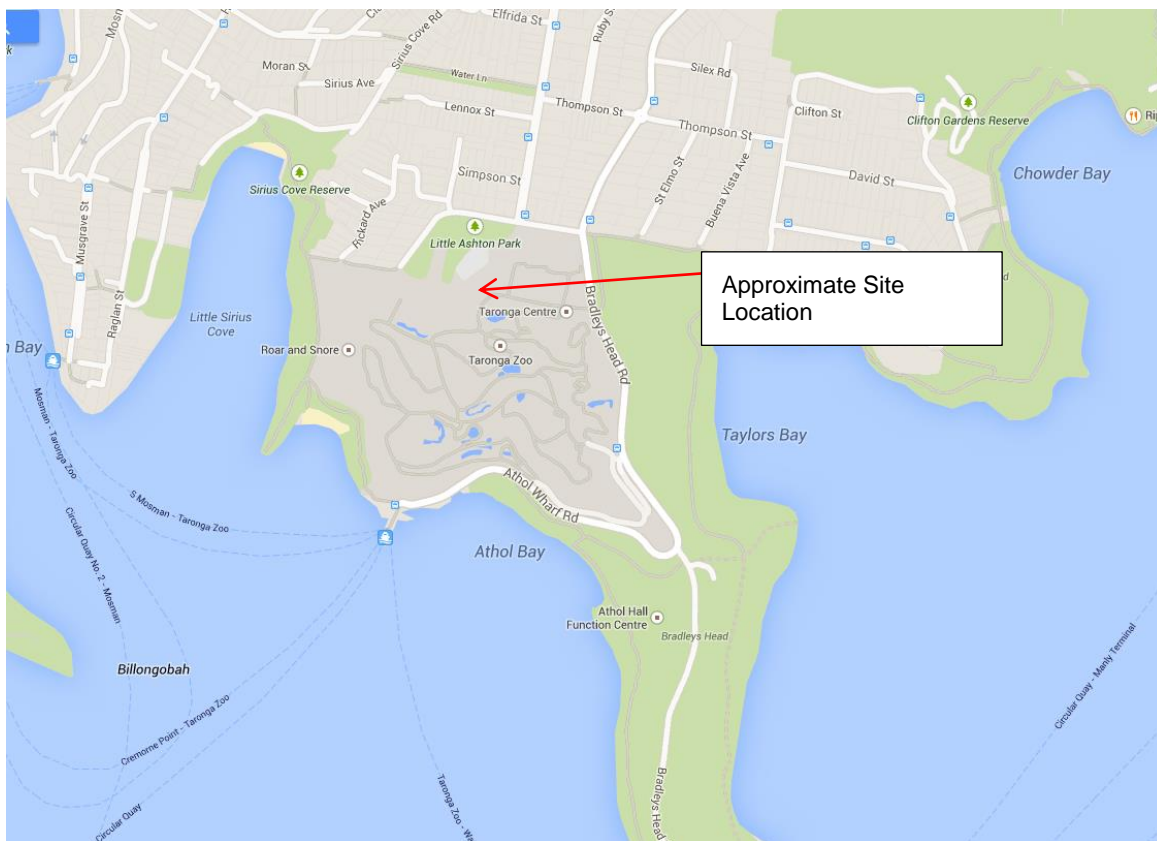 Elfrida St
Ruby St
Sirius Cove Rd
Moran St
Sirius Ave
Water Ln
Silex Rd
Lennox St
Thompson St
Thompson St
Clifton St
Clifton Gardens Reserve
Chowder Bay
Simpson St
St Elmo St
Buena Vista Ave
David St
Sirius Cove Reserve
Rickard Ave
Musgrave St
Little Ashton Park
Raglan St
Little Sirius
Cove
Approximate Site
Location
Bradleys Head Rd
Taronga Centre
Roar and Snore
Taronga Zoo
Bay
Mosman - Taronga Zoo
Taylors Bay
S Mosman - Taronga Zoo
Athol Wharf Rd
Circular Quay No. 2 - Mosman
Athol Bay
Athol Hall
Function Centre
Bradleys Head
Billongobah
Circular Quay - Manly Terminal
Cremorne Point - Taronga Zoo
Circular Quay
Taronga Zoo - Wa
Bradleys Head